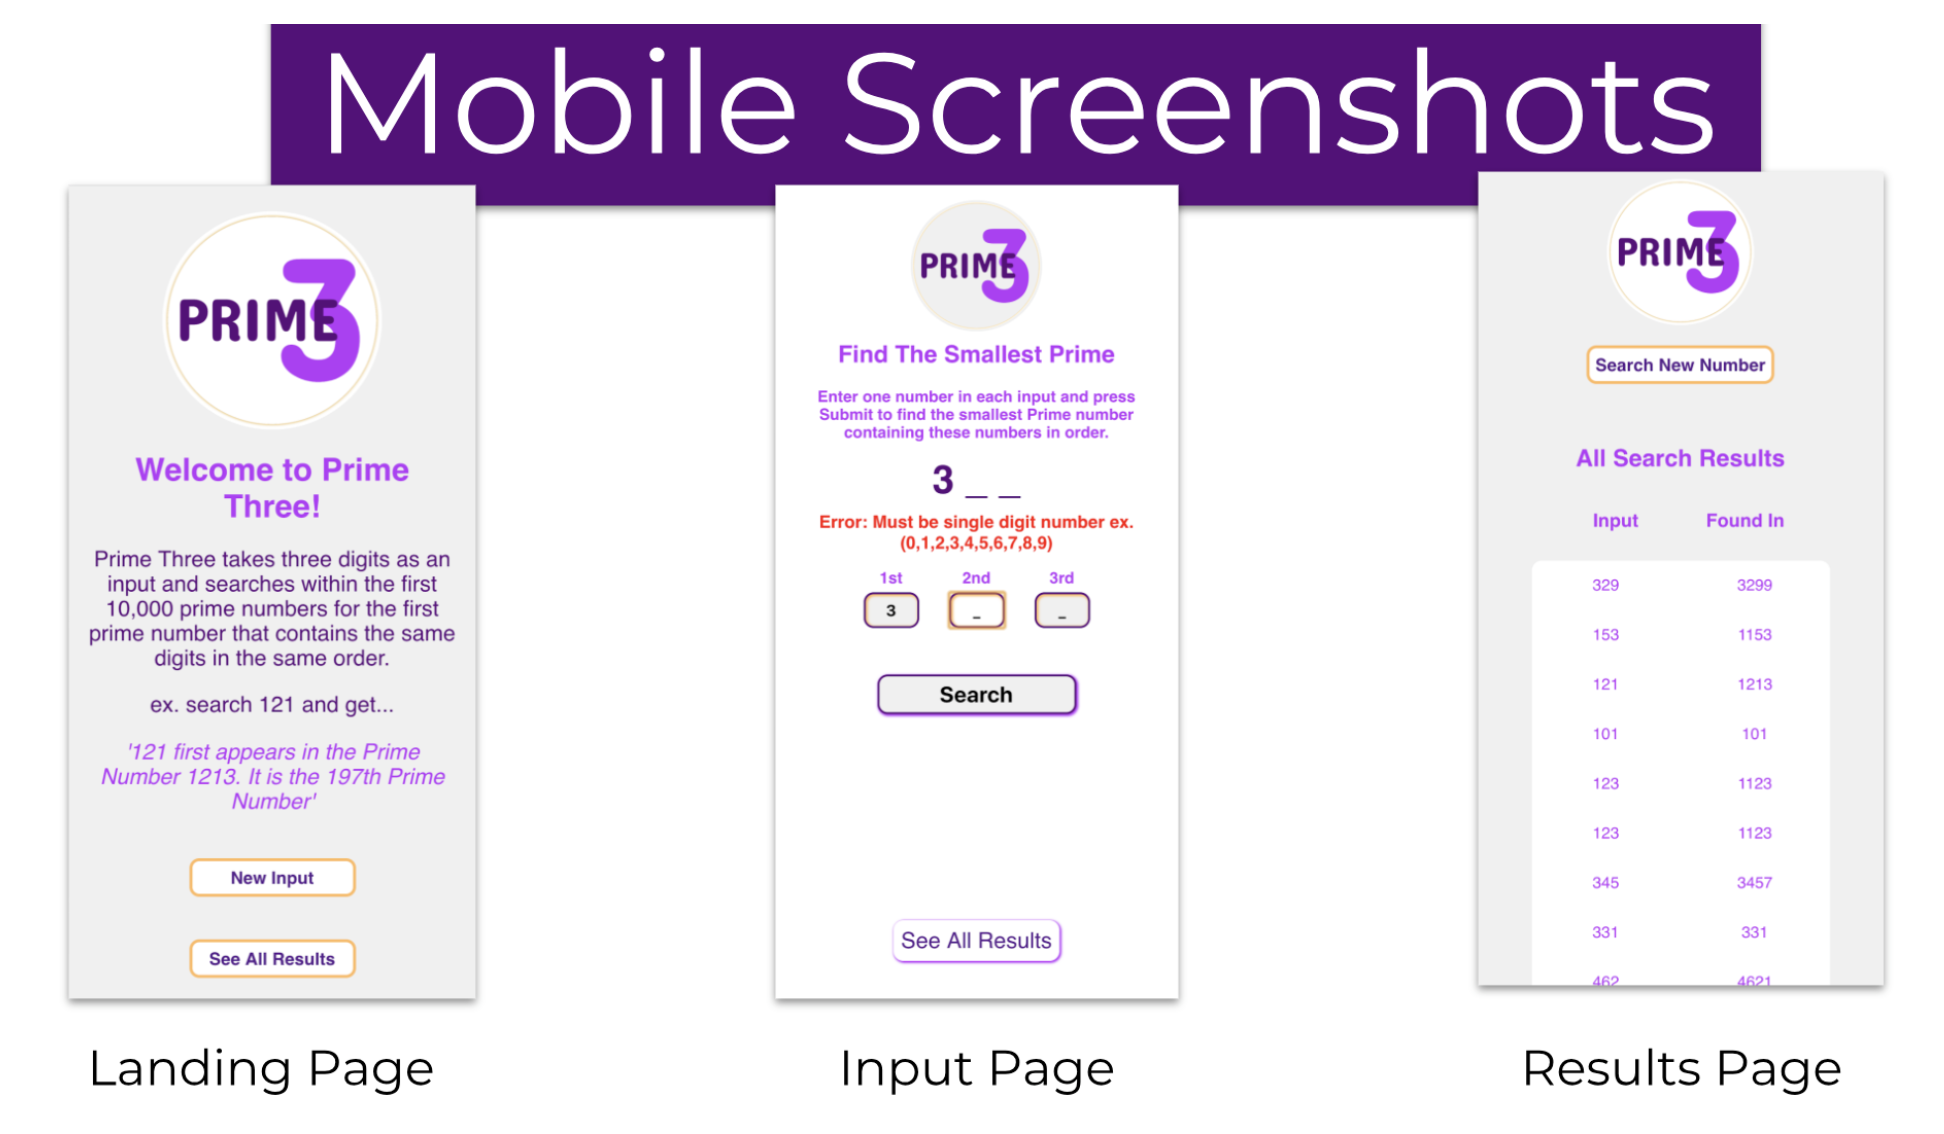 Mobile Screenshots
PRIME3
Welcome to Prime
Three!
Prime Three takes three digits as an
input and searches within the first
10,000 prime numbers for the first
prime number that contains the same
digits in the same order.
ex. search 121 and get...
'121 first appears in the Prime
Number 1213. It is the 197th Prime
Number'
New Input
See All Results
Landing Page
PRIME3
Find The Smallest Prime
Enter one number in each input and press
Submit to find the smallest Prime number
containing these numbers in order.
3 _ _
Error: Must be single digit number ex.
(0,1,2,3,4,5,6,7,8,9)
1st 2nd 3rd
3 _ _
Search
See All Results
Input Page
PRIME3
Search New Number
All Search Results
Input Found In
329 3299
153 1153
121 1213
101 101
123 1123
123 1123
345 3457
331 331
462 4621
Results Page